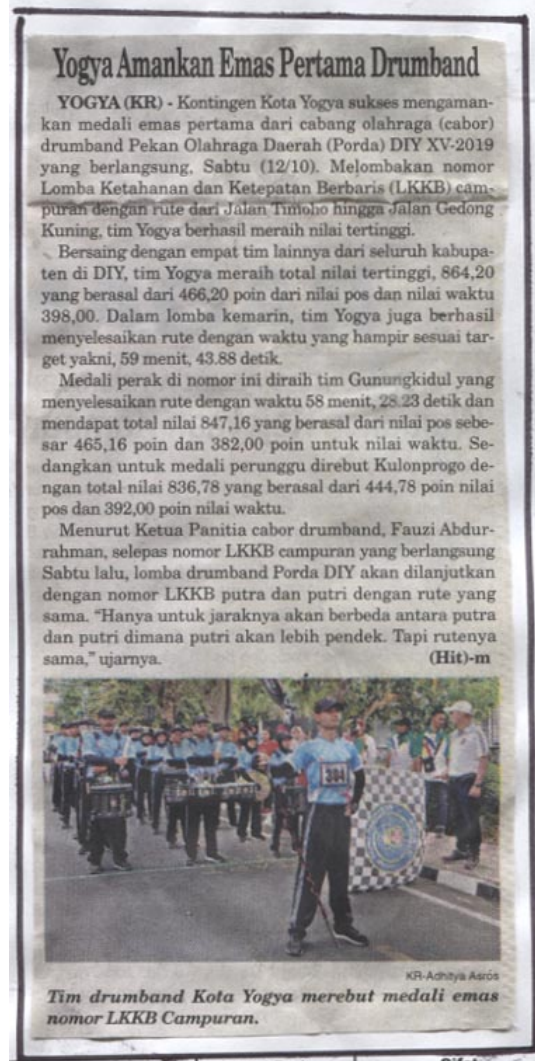 Yogya Amankan Emas Pertama Drumband
YOGYA (KR) - Kontingen Kota Yogya sukses mengaman-
kan medali emas pertama dari cabang olahraga (cabor)
drumband Pekan Olahraga Daerah (Porda) DIY XV-2019
yang berlangsung, Sabtu (12/10). Melombakan nomor
Lomba Ketahanan dan Ketepatan Berbaris (LKKB) cam-
puran dengan rute dari Jalan Timoho hingga Jalan Gedong
Kuning, tim Yogya berhasil meraih nilai tertinggi.
Bersaing dengan empat tim lainnya dari seluruh kabupa-
ten di DIY, tim Yogya meraih total nilai tertinggi, 864,20
yang berasal dari 466,20 poin dari nilai pos dan nilai waktu
398,00. Dalam lomba kemarin, tim Yogya juga berhasil
menyelesaikan rute dengan waktu yang hampir sesuai tar-
get yakni, 59 menit, 43.88 detik.
Medali perak di nomor ini diraih tim Gunungkidul yang
menyelesaikan rute dengan waktu 58 menit, 28.23 detik dan
mendapat total nilai 847,16 yang berasal dari nilai pos sebe-
sar 465,16 poin dan 382,00 poin untuk nilai waktu. Se-
dangkan untuk medali perunggu direbut Kulonprogo de-
ngan total nilai 836,78 yang berasal dari 444,78 poin nilai
pos dan 392,00 poin nilai waktu.
Menurut Ketua Panitia cabor drumband, Fauzi Abdur-
rahman, selepas nomor LKKB campuran yang berlangsung
Sabtu lalu, lomba drumband Porda DIY akan dilanjutkan
dengan nomor LKKB putra dan putri dengan rute yang
sama. "Hanya untuk jaraknya akan berbeda antara putra
dan putri dimana putri akan lebih pendek. Tapi rutenya
sama," ujarnya. (Hit)-m
304
KR-Adhitya Asros
Tim drumband Kota Yogya merebut medali emas
nomor LKKB Campuran.